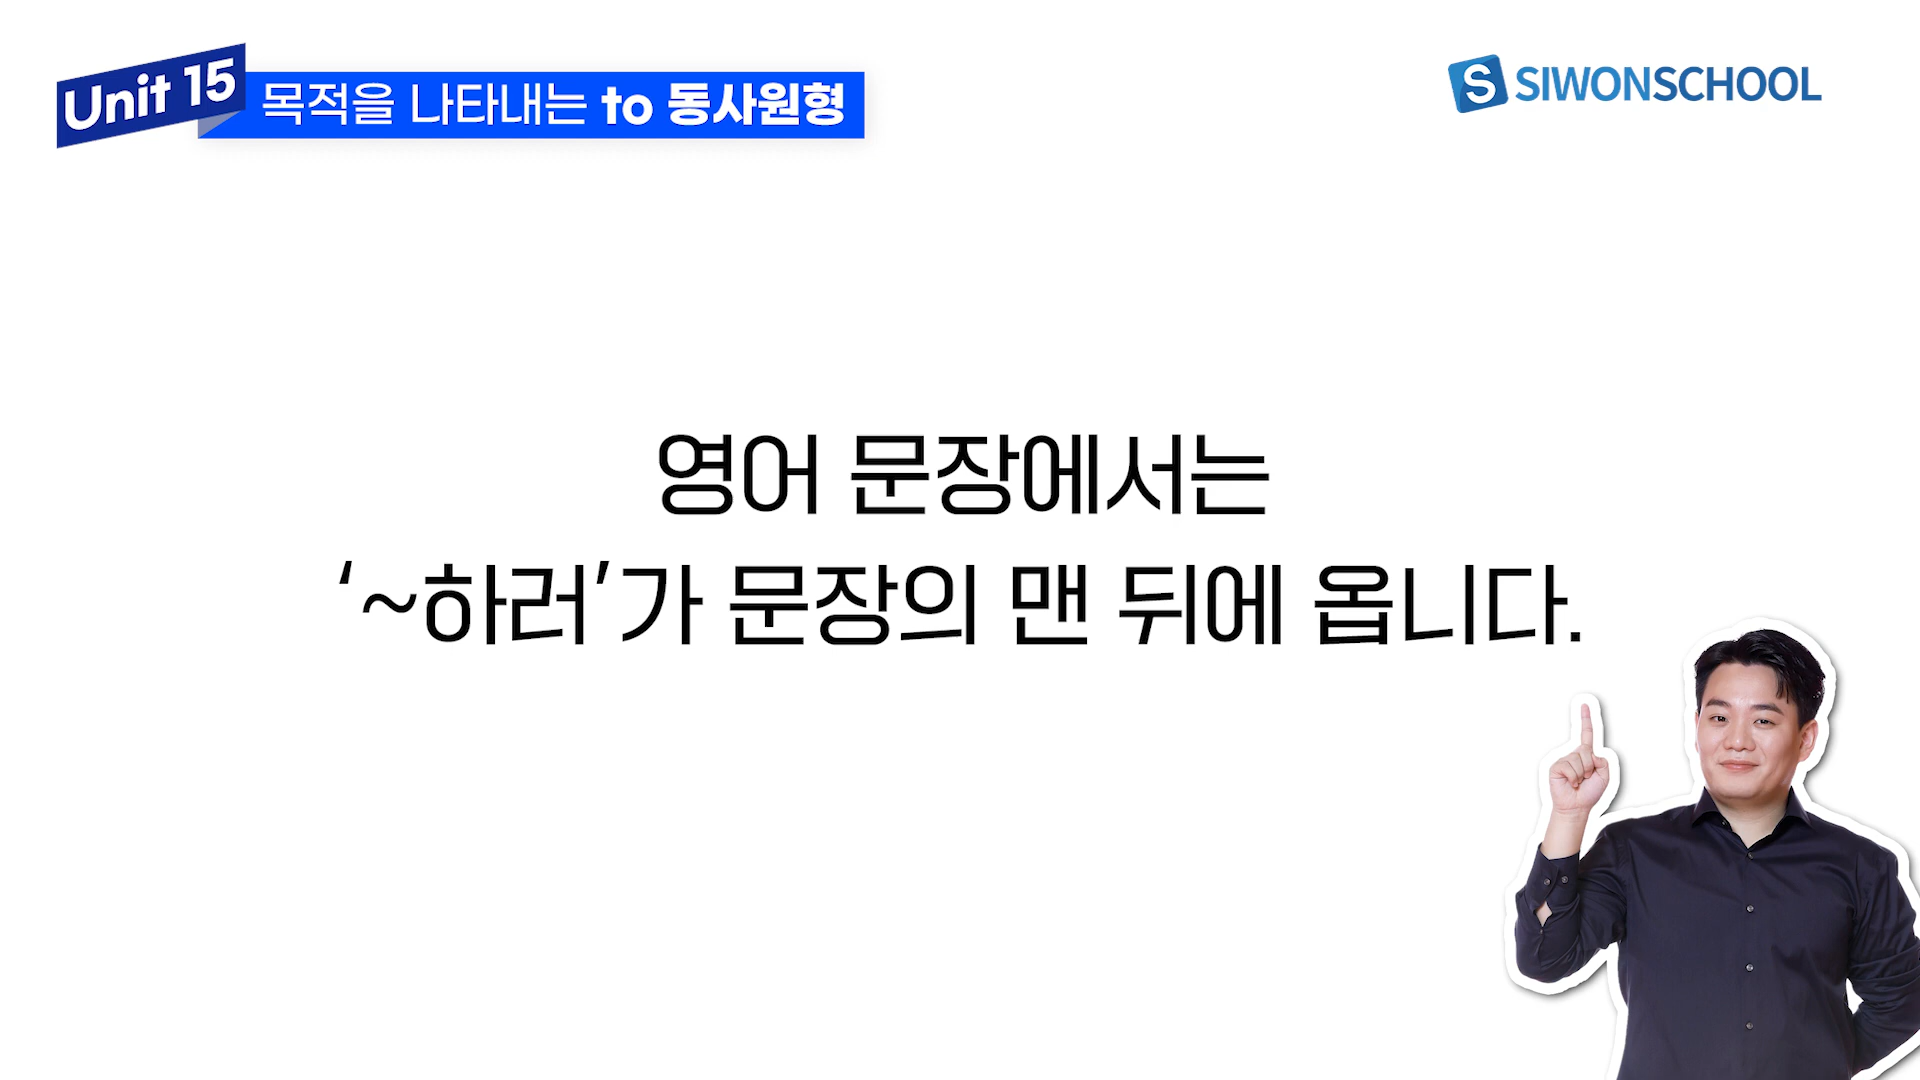 Unit 15
목적을 나타내는 to 동사원형
S SIWONSCHOOL
영어 문장에서는
‘~하러’가 문장의 맨 뒤에 옵니다.